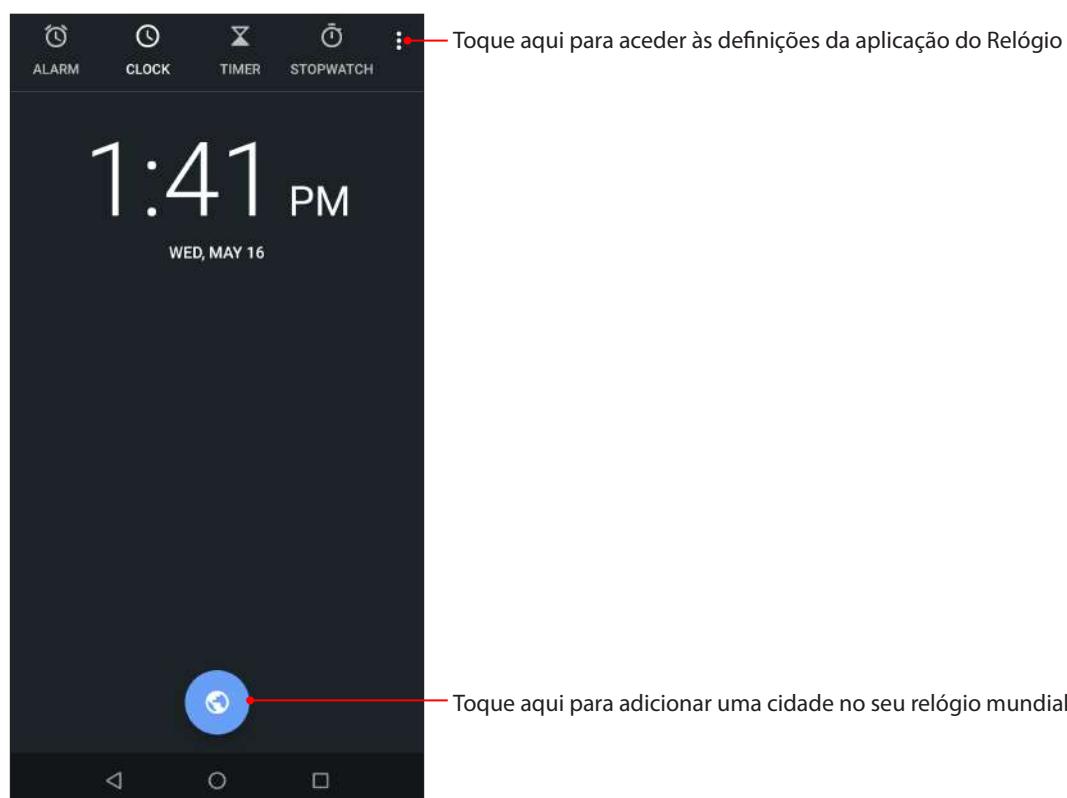 Toque aqui para aceder às definições da aplicação do Relógio
ALARM CLOCK TIMER STOPWATCH
1:41 PM
WED, MAY 16
Toque aqui para adicionar uma cidade no seu relógio mundial